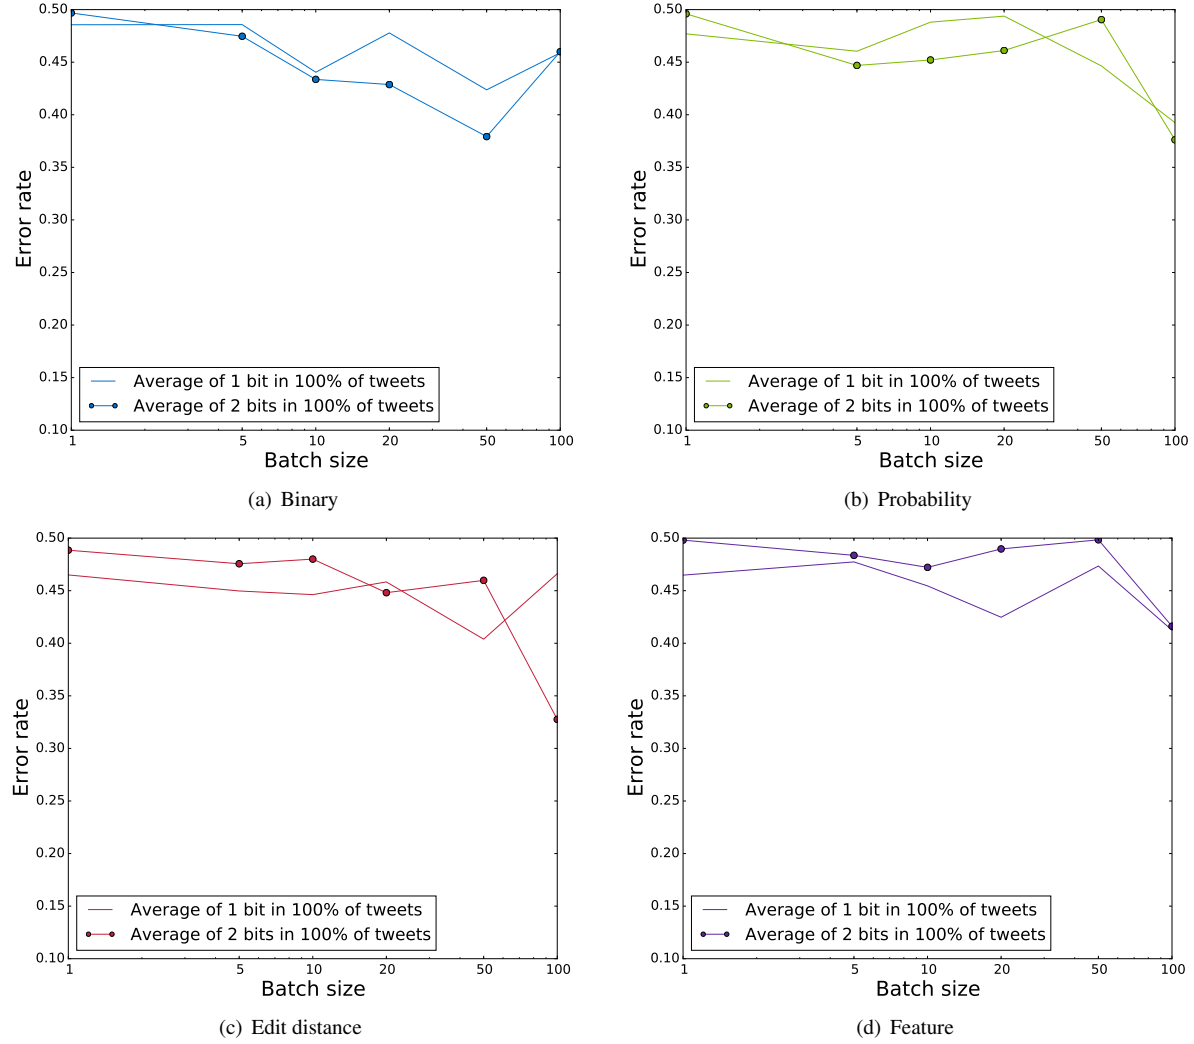 0.50
0.45
0.40
0.35
0.30
0.25
0.20
0.15
0.10
Error rate
Average of 1 bit in 100% of tweets
Average of 2 bits in 100% of tweets
1 5 10 20 50 100
Batch size
(a) Binary
0.50
0.45
0.40
0.35
0.30
0.25
0.20
0.15
0.10
Error rate
Average of 1 bit in 100% of tweets
Average of 2 bits in 100% of tweets
1 5 10 20 50 100
Batch size
(b) Probability
0.50
0.45
0.40
0.35
0.30
0.25
0.20
0.15
0.10
Error rate
Average of 1 bit in 100% of tweets
Average of 2 bits in 100% of tweets
1 5 10 20 50 100
Batch size
(c) Edit distance
0.50
0.45
0.40
0.35
0.30
0.25
0.20
0.15
0.10
Error rate
Average of 1 bit in 100% of tweets
Average of 2 bits in 100% of tweets
1 5 10 20 50 100
Batch size
(d) Feature